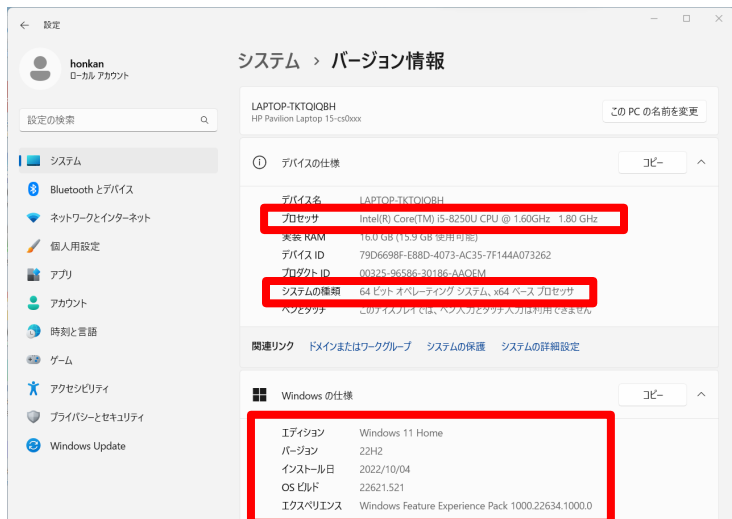 設定
honkan
ローカル アカウント
設定の検索
システム
Bluetooth とデバイス
ネットワークとインターネット
個人用設定
アプリ
アカウント
時刻と言語
ゲーム
アクセシビリティ
プライバシーとセキュリティ
Windows Update
システム › バージョン情報
LAPTOP-TKTQIQBH
HP Pavilion Laptop 15-cs0xxx
この PC の名前を変更
デバイスの仕様
コピー
デバイス名 LAPTOP-TKTQIQBH
プロセッサ Intel(R) Core(TM) i5-8250U CPU @ 1.60GHz 1.80 GHz
実装 RAM 16.0 GB (15.9 GB 使用可能)
デバイス ID 79D6698F-E88D-4073-AC35-7F144A073262
プロダクト ID 00325-96586-30186-AAOEM
システムの種類 64 ビット オペレーティング システム、x64 ベース プロセッサ
ペンとタッチ このディスプレイでは、ペン入力とタッチ入力は利用できません
関連リンク ドメインまたはワークグループ システムの保護 システムの詳細設定
Windows の仕様
コピー
エディション Windows 11 Home
バージョン 22H2
インストール日 2022/10/04
OS ビルド 22621.521
エクスペリエンス Windows Feature Experience Pack 1000.22634.1000.0